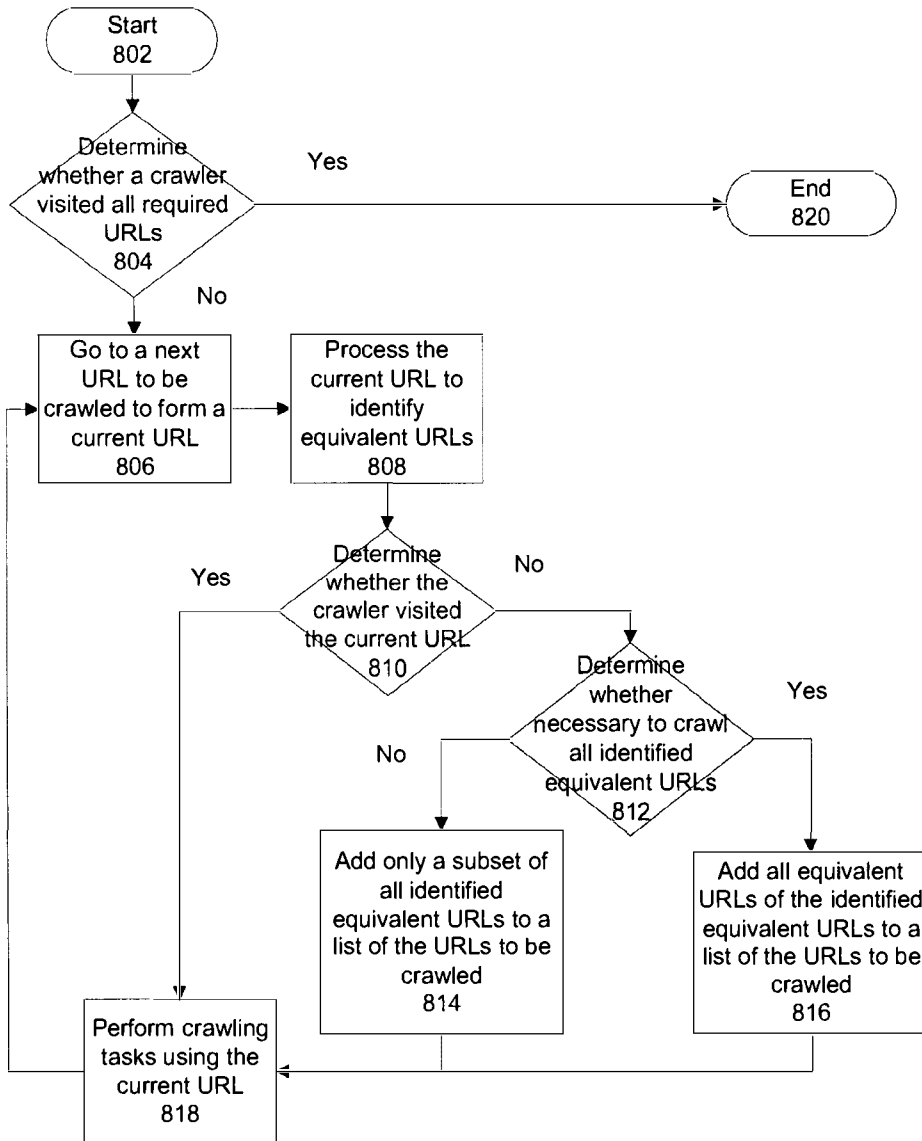 Start
802
Determine
whether a crawler
visited all required
URLs
804
Yes
End
820
No
Go to a next
URL to be
crawled to form a
current URL
806
Process the
current URL to
identify
equivalent URLs
808
Yes
Determine
whether the
crawler visited
the current URL
810
No
Determine
whether
necessary to crawl
all identified
equivalent URLs
812
No
Yes
Add only a subset of
all identified
equivalent URLs to a
list of the URLs to be
crawled
814
Add all equivalent
URLs of the identified
equivalent URLs to a
list of the URLs to be
crawled
816
Perform crawling
tasks using the
current URL
818